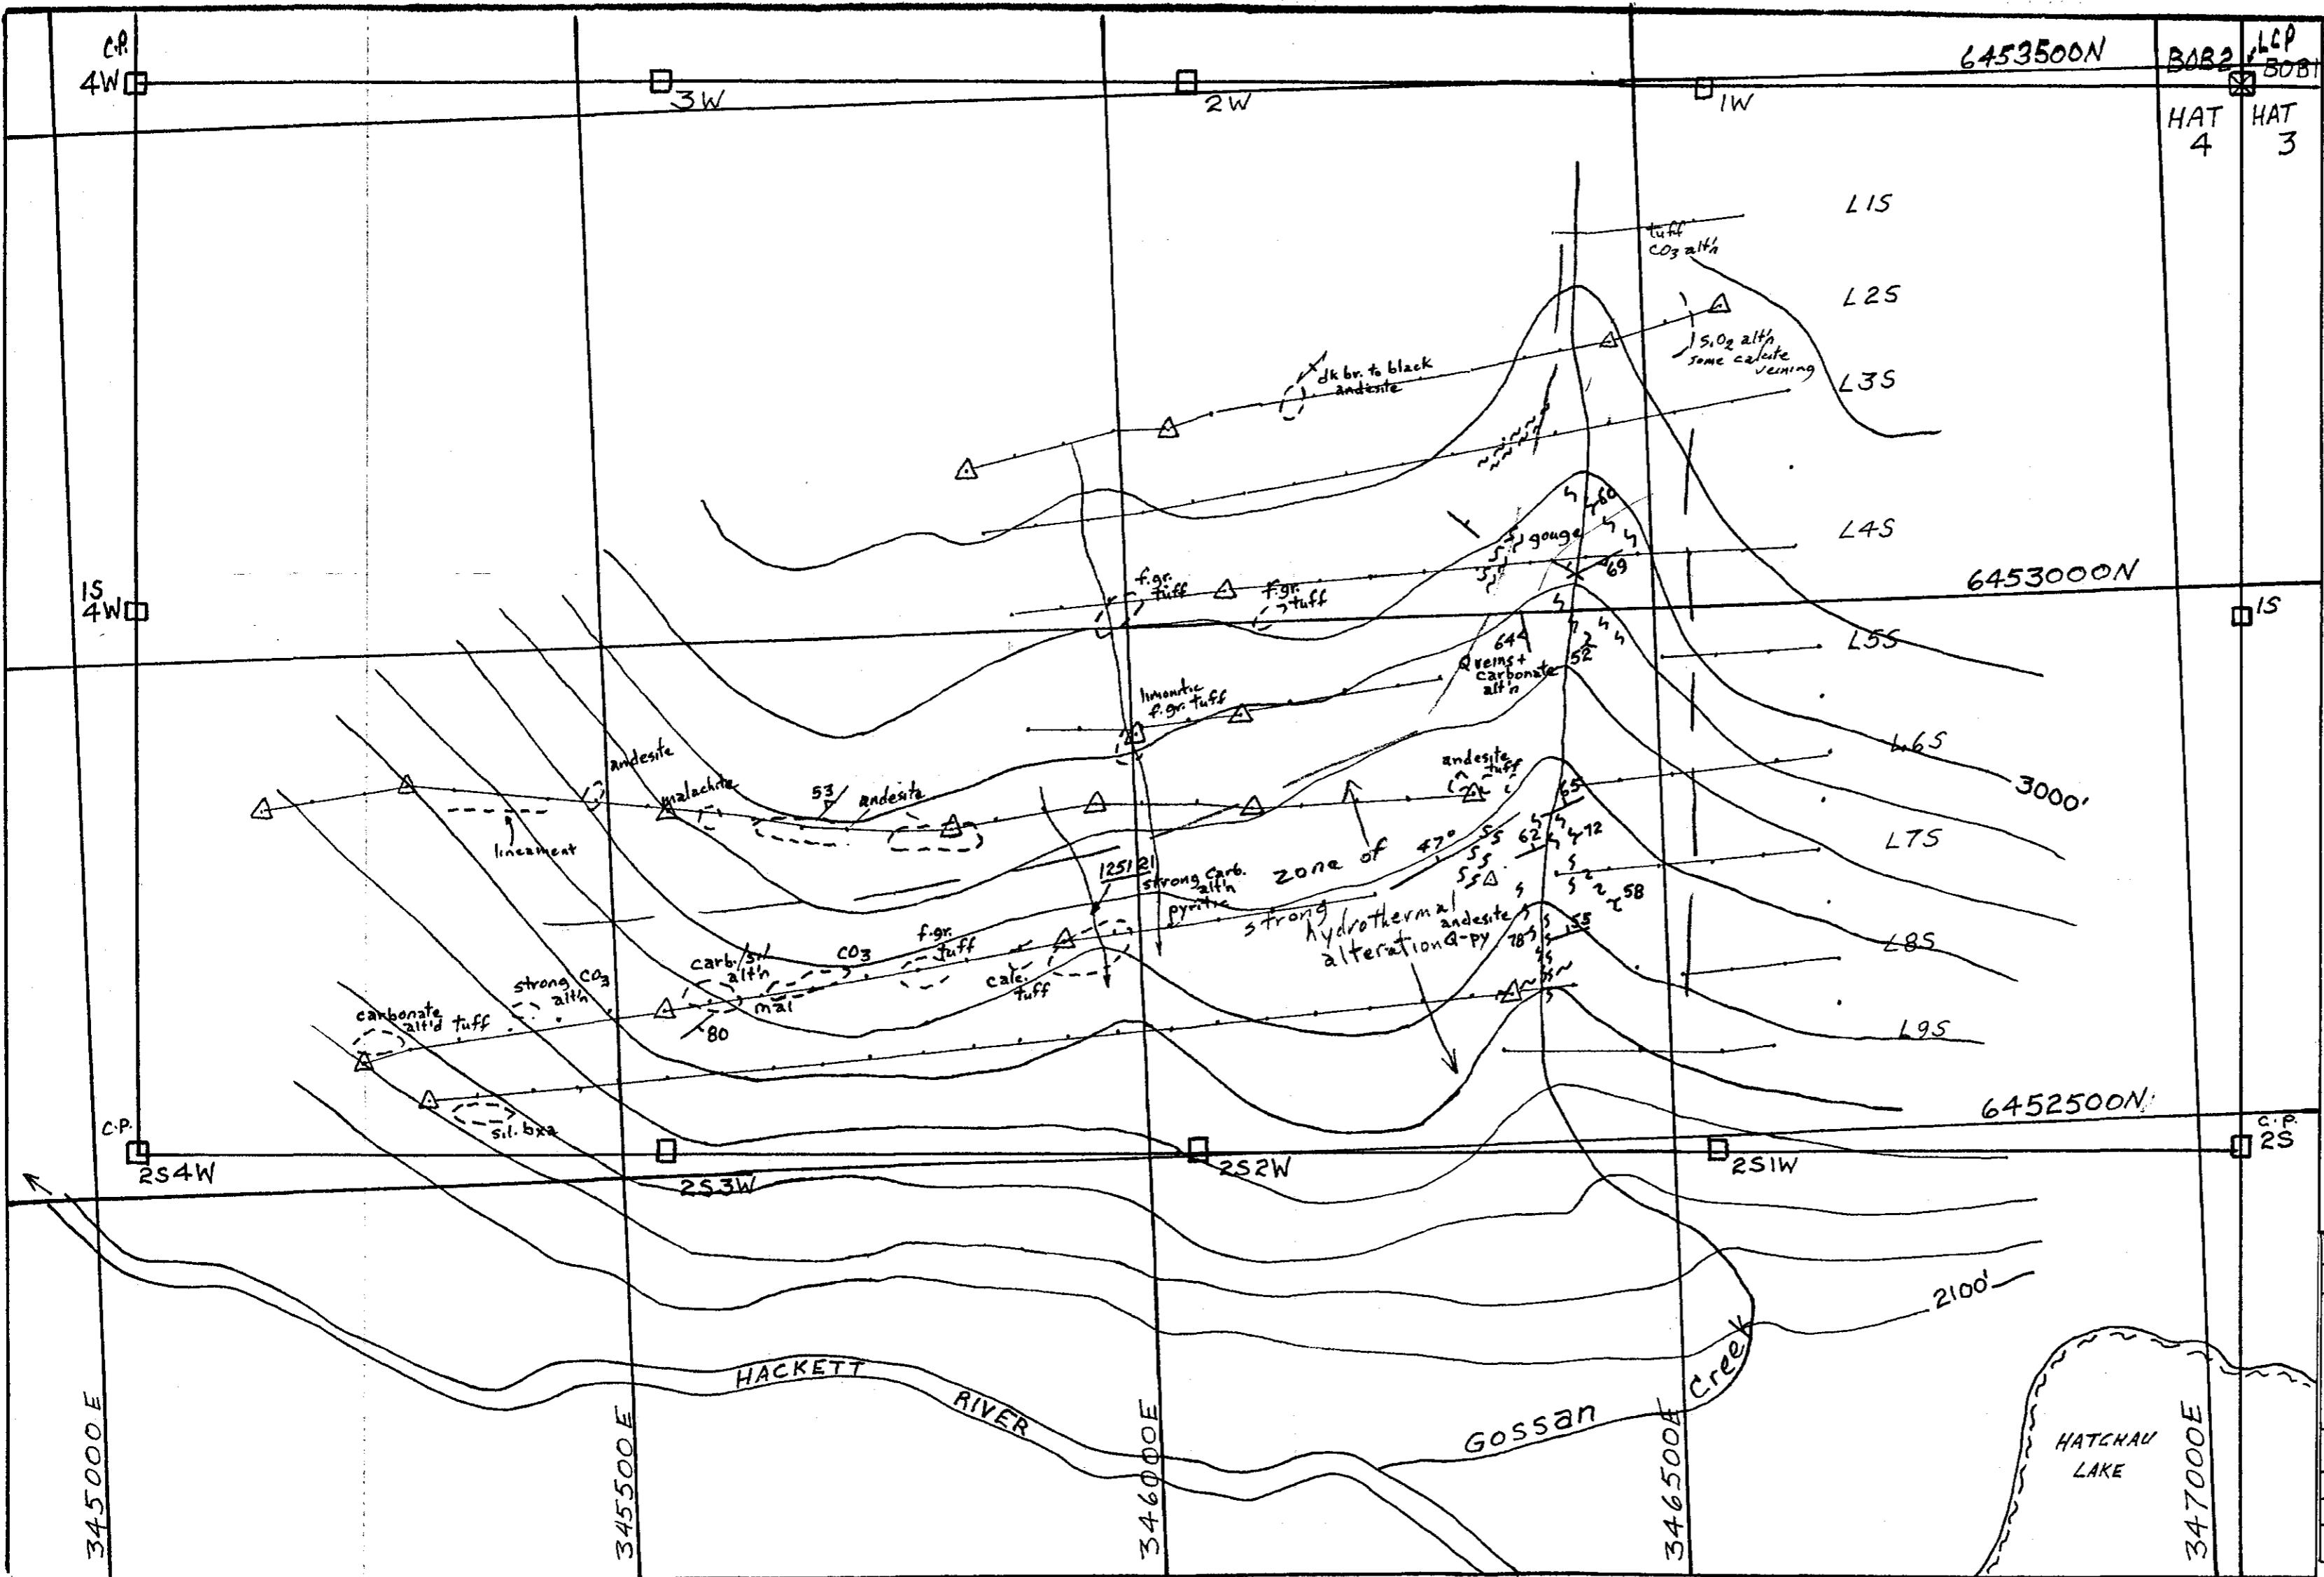 C.P.
4W
3W
2W
1W
6453500N
BOB2
LCP
BOB1
HAT
4
HAT
3
L1S
tuff
CO3 alt'n
L2S
SiO2 alt'n
some calcite
veining
dk br. to black
andesite
L3S
60
gouge
L4S
69
6453000N
1S
4W
1S
f.gr.
tuff
f.gr.
tuff
L5S
64
52
Q veins +
carbonate
alt'n
limonitic
f.gr. tuff
L6S
3000'
andesite
malachite
53
andesite
lineament
andesite
tuff
65
62
72
47°
L7S
125121
strong carb.
alt'n
pyritic
zone of
strong
hydrothermal
alteration Q-py
andesite
78
58
55
L8S
f.gr.
tuff
CO3
carb./si
alt'n
mal
calc.
tuff
strong CO3
alt'n
carbonate
alt'd tuff
80
L9S
sil. bxa
6452500N
C.P.
2S4W
2S3W
2S2W
2S1W
C.P.
2S
2100'
HACKETT
RIVER
GOSSAN
Creek
HATCHAU
LAKE
345000E
345500E
346000E
346500E
347000E